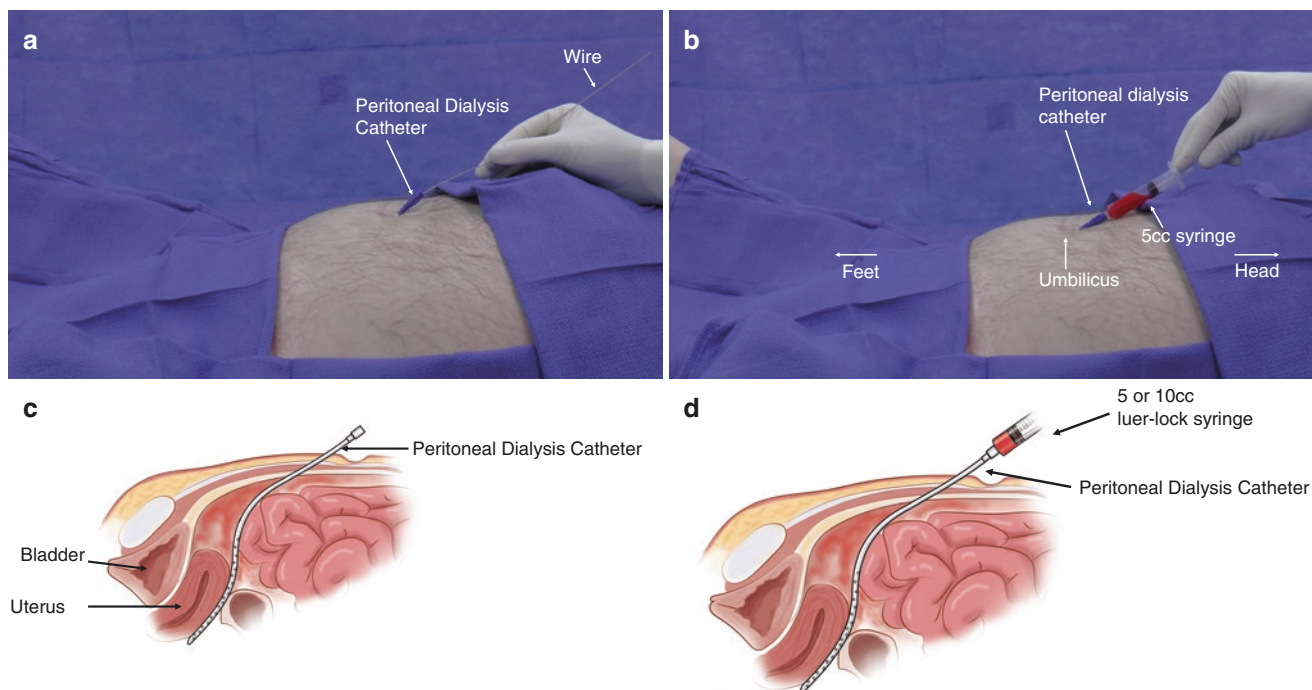 a
Wire
Peritoneal Dialysis
Catheter
b
Peritoneal dialysis
catheter
5cc syringe
Feet
Umbilicus
Head
c
Peritoneal Dialysis Catheter
Bladder
Uterus
d
5 or 10cc
luer-lock syringe
Peritoneal Dialysis Catheter